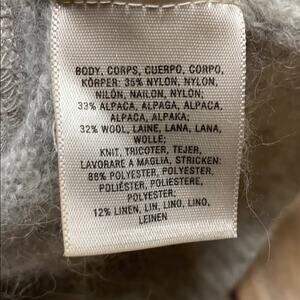 BODY, CORPS, CUERPO, CORPO,
KÖRPER: 35% NYLON, NYLON,
NILÓN, NAILON, NYLON;
33% ALPACA, ALPAGA, ALPACA,
ALPACA, ALPAKA;
32% WOOL, LAINE, LANA, LANA,
WOLLE;
KNIT, TRICOTER, TEJER,
LAVORARE A MAGLIA, STRICKEN:
88% POLYESTER, POLYESTER,
POLIÉSTER, POLIESTERE,
POLYESTER;
12% LINEN, LIN, LINO, LINO,
LEINEN